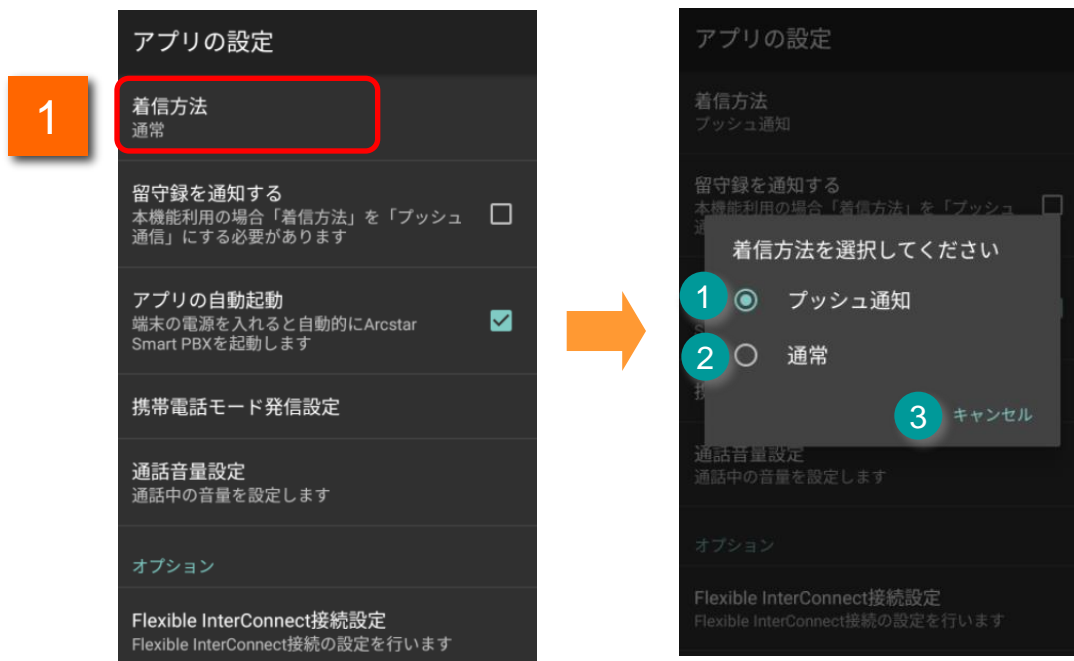 アプリの設定
1
着信方法
通常
留守録を通知する
本機能利用の場合「着信方法」を「プッシュ
通信」にする必要があります
アプリの自動起動
端末の電源を入れると自動的にArcstar
Smart PBXを起動します
携帯電話モード発信設定
通話音量設定
通話中の音量を設定します
オプション
Flexible InterConnect接続設定
Flexible InterConnect接続の設定を行います
アプリの設定
着信方法
プッシュ通知
留守録を通知する
本機能利用の場合「着信方法」を「プッシュ
着信方法を選択してください
1 プッシュ通知
2 通常
3 キャンセル
通話音量設定
通話中の音量を設定します
オプション
Flexible InterConnect接続設定
Flexible InterConnect接続の設定を行います